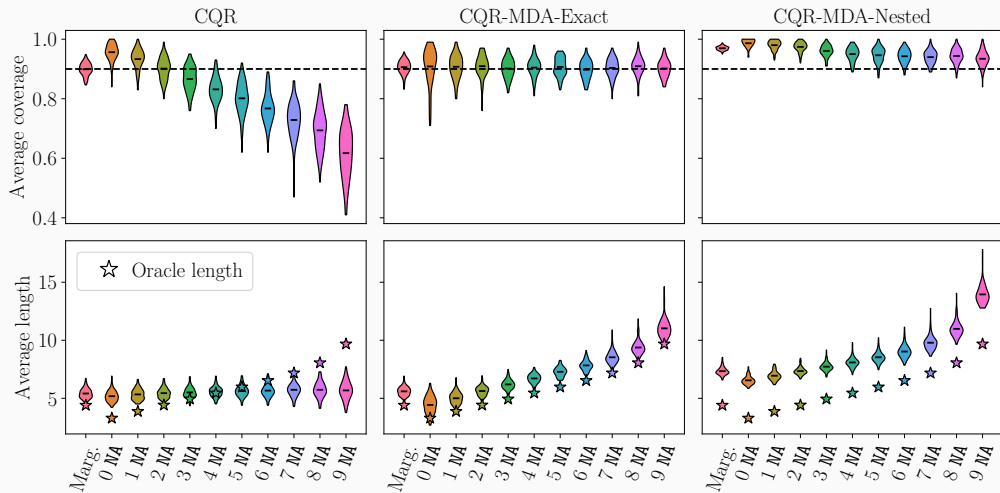 CQR CQR-MDA-Exact CQR-MDA-Nested
Average coverage
1.0
0.8
0.6
0.4
Average length
15
10
5
Oracle length
Marg. 0 NA 1 NA 2 NA 3 NA 4 NA 5 NA 6 NA 7 NA 8 NA 9 NA
Marg. 0 NA 1 NA 2 NA 3 NA 4 NA 5 NA 6 NA 7 NA 8 NA 9 NA
Marg. 0 NA 1 NA 2 NA 3 NA 4 NA 5 NA 6 NA 7 NA 8 NA 9 NA